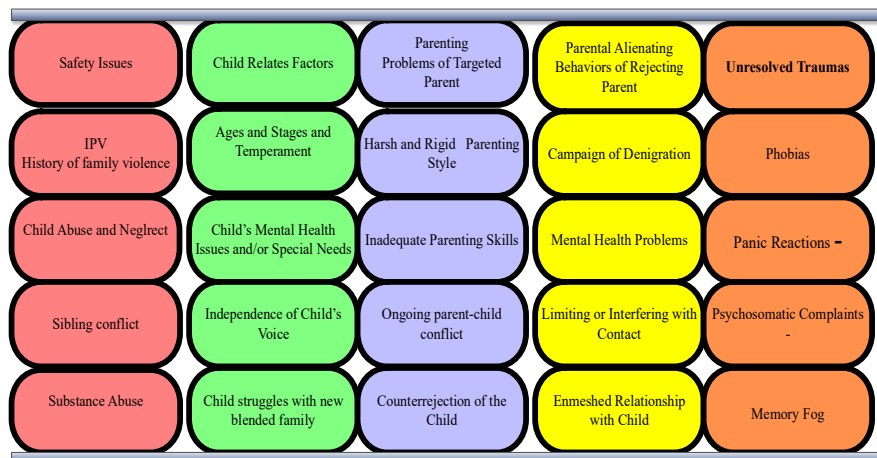 Safety Issues
Child Relates Factors
Parenting
Problems of Targeted
Parent
Parental Alienating
Behaviors of Rejecting
Parent
Unresolved Traumas
IPV
History of family violence
Ages and Stages and
Temperament
Harsh and Rigid Parenting
Style
Campaign of Denigration
Phobias
Child Abuse and Neglrect
Child's Mental Health
Issues and/or Special Needs
Inadequate Parenting Skills
Mental Health Problems
Panic Reactions –
Sibling conflict
Independence of Child's
Voice
Ongoing parent-child
conflict
Limiting or Interfering with
Contact
Psychosomatic Complaints
-
Substance Abuse
Child struggles with new
blended family
Counterrejection of the
Child
Enmeshed Relationship
with Child
Memory Fog